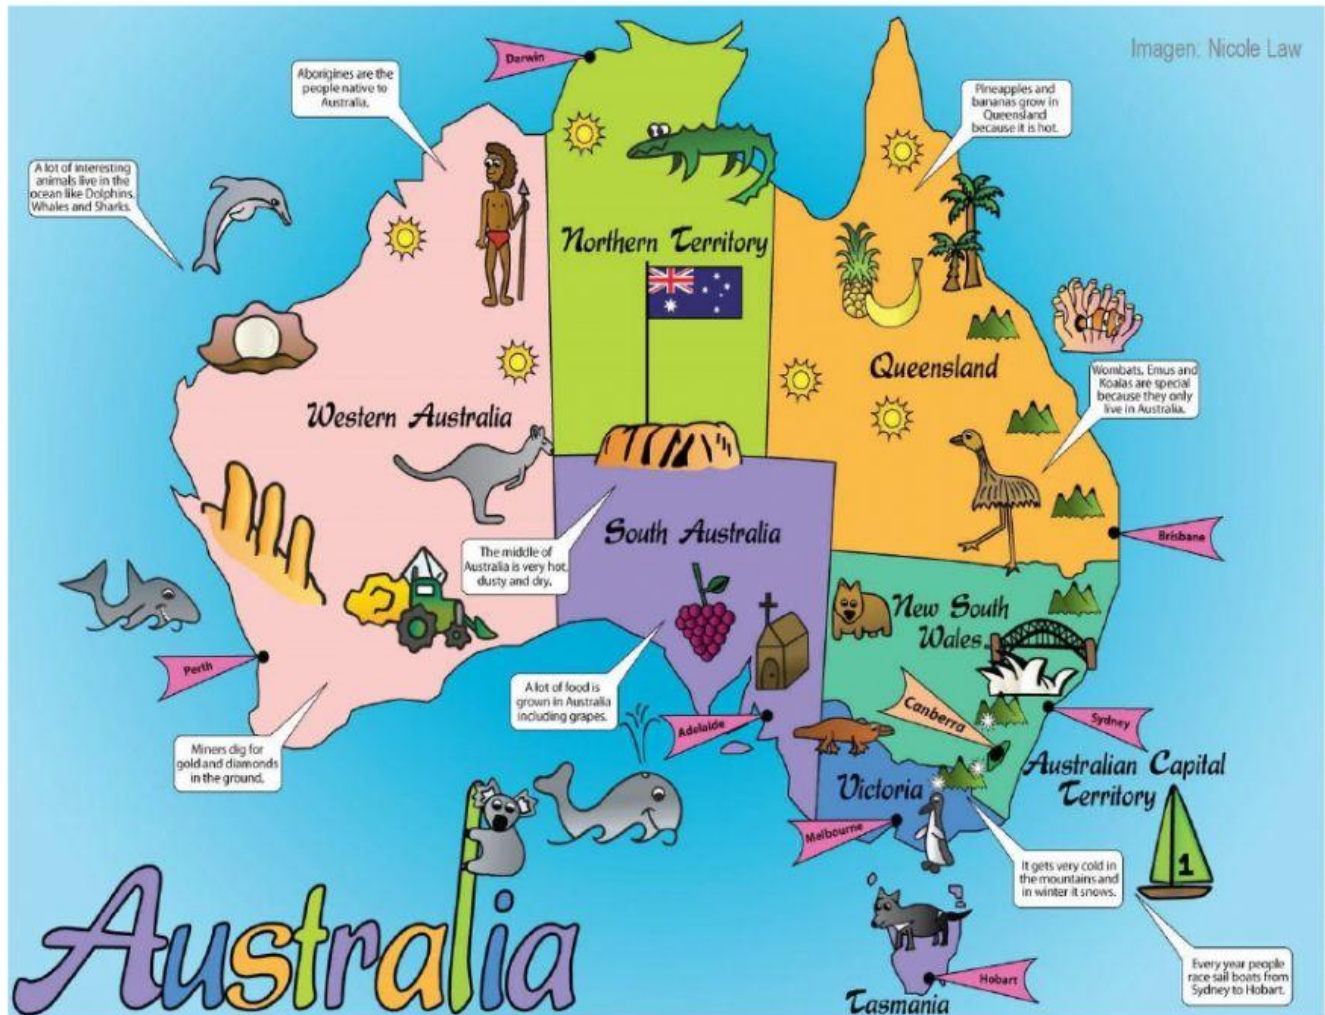 Imagen: Nicole Law
Darwin
Aborigines are the
people native to
Australia.
Pineapples and
bananas grow in
Queensland
because it is hot.
A lot of interesting
animals live in the
ocean like Dolphins,
Whales and Sharks.
Northern Territory
Queensland
Wombats, Emus and
Koalas are special
because they only
live in Australia.
Western Australia
South Australia
Brisbane
The middle of
Australia is very hot,
dusty and dry.
New South
Wales
Perth
A lot of food is
grown in Australia
including grapes.
Adelaide
Canberra
Sydney
Miners dig for
gold and diamonds
in the ground.
Australian Capital
Territory
Victoria
Melbourne
1
It gets very cold in
the mountains and
in winter it snows.
Every year people
race sail boats from
Sydney to Hobart.
Hobart
Tasmania
Australia